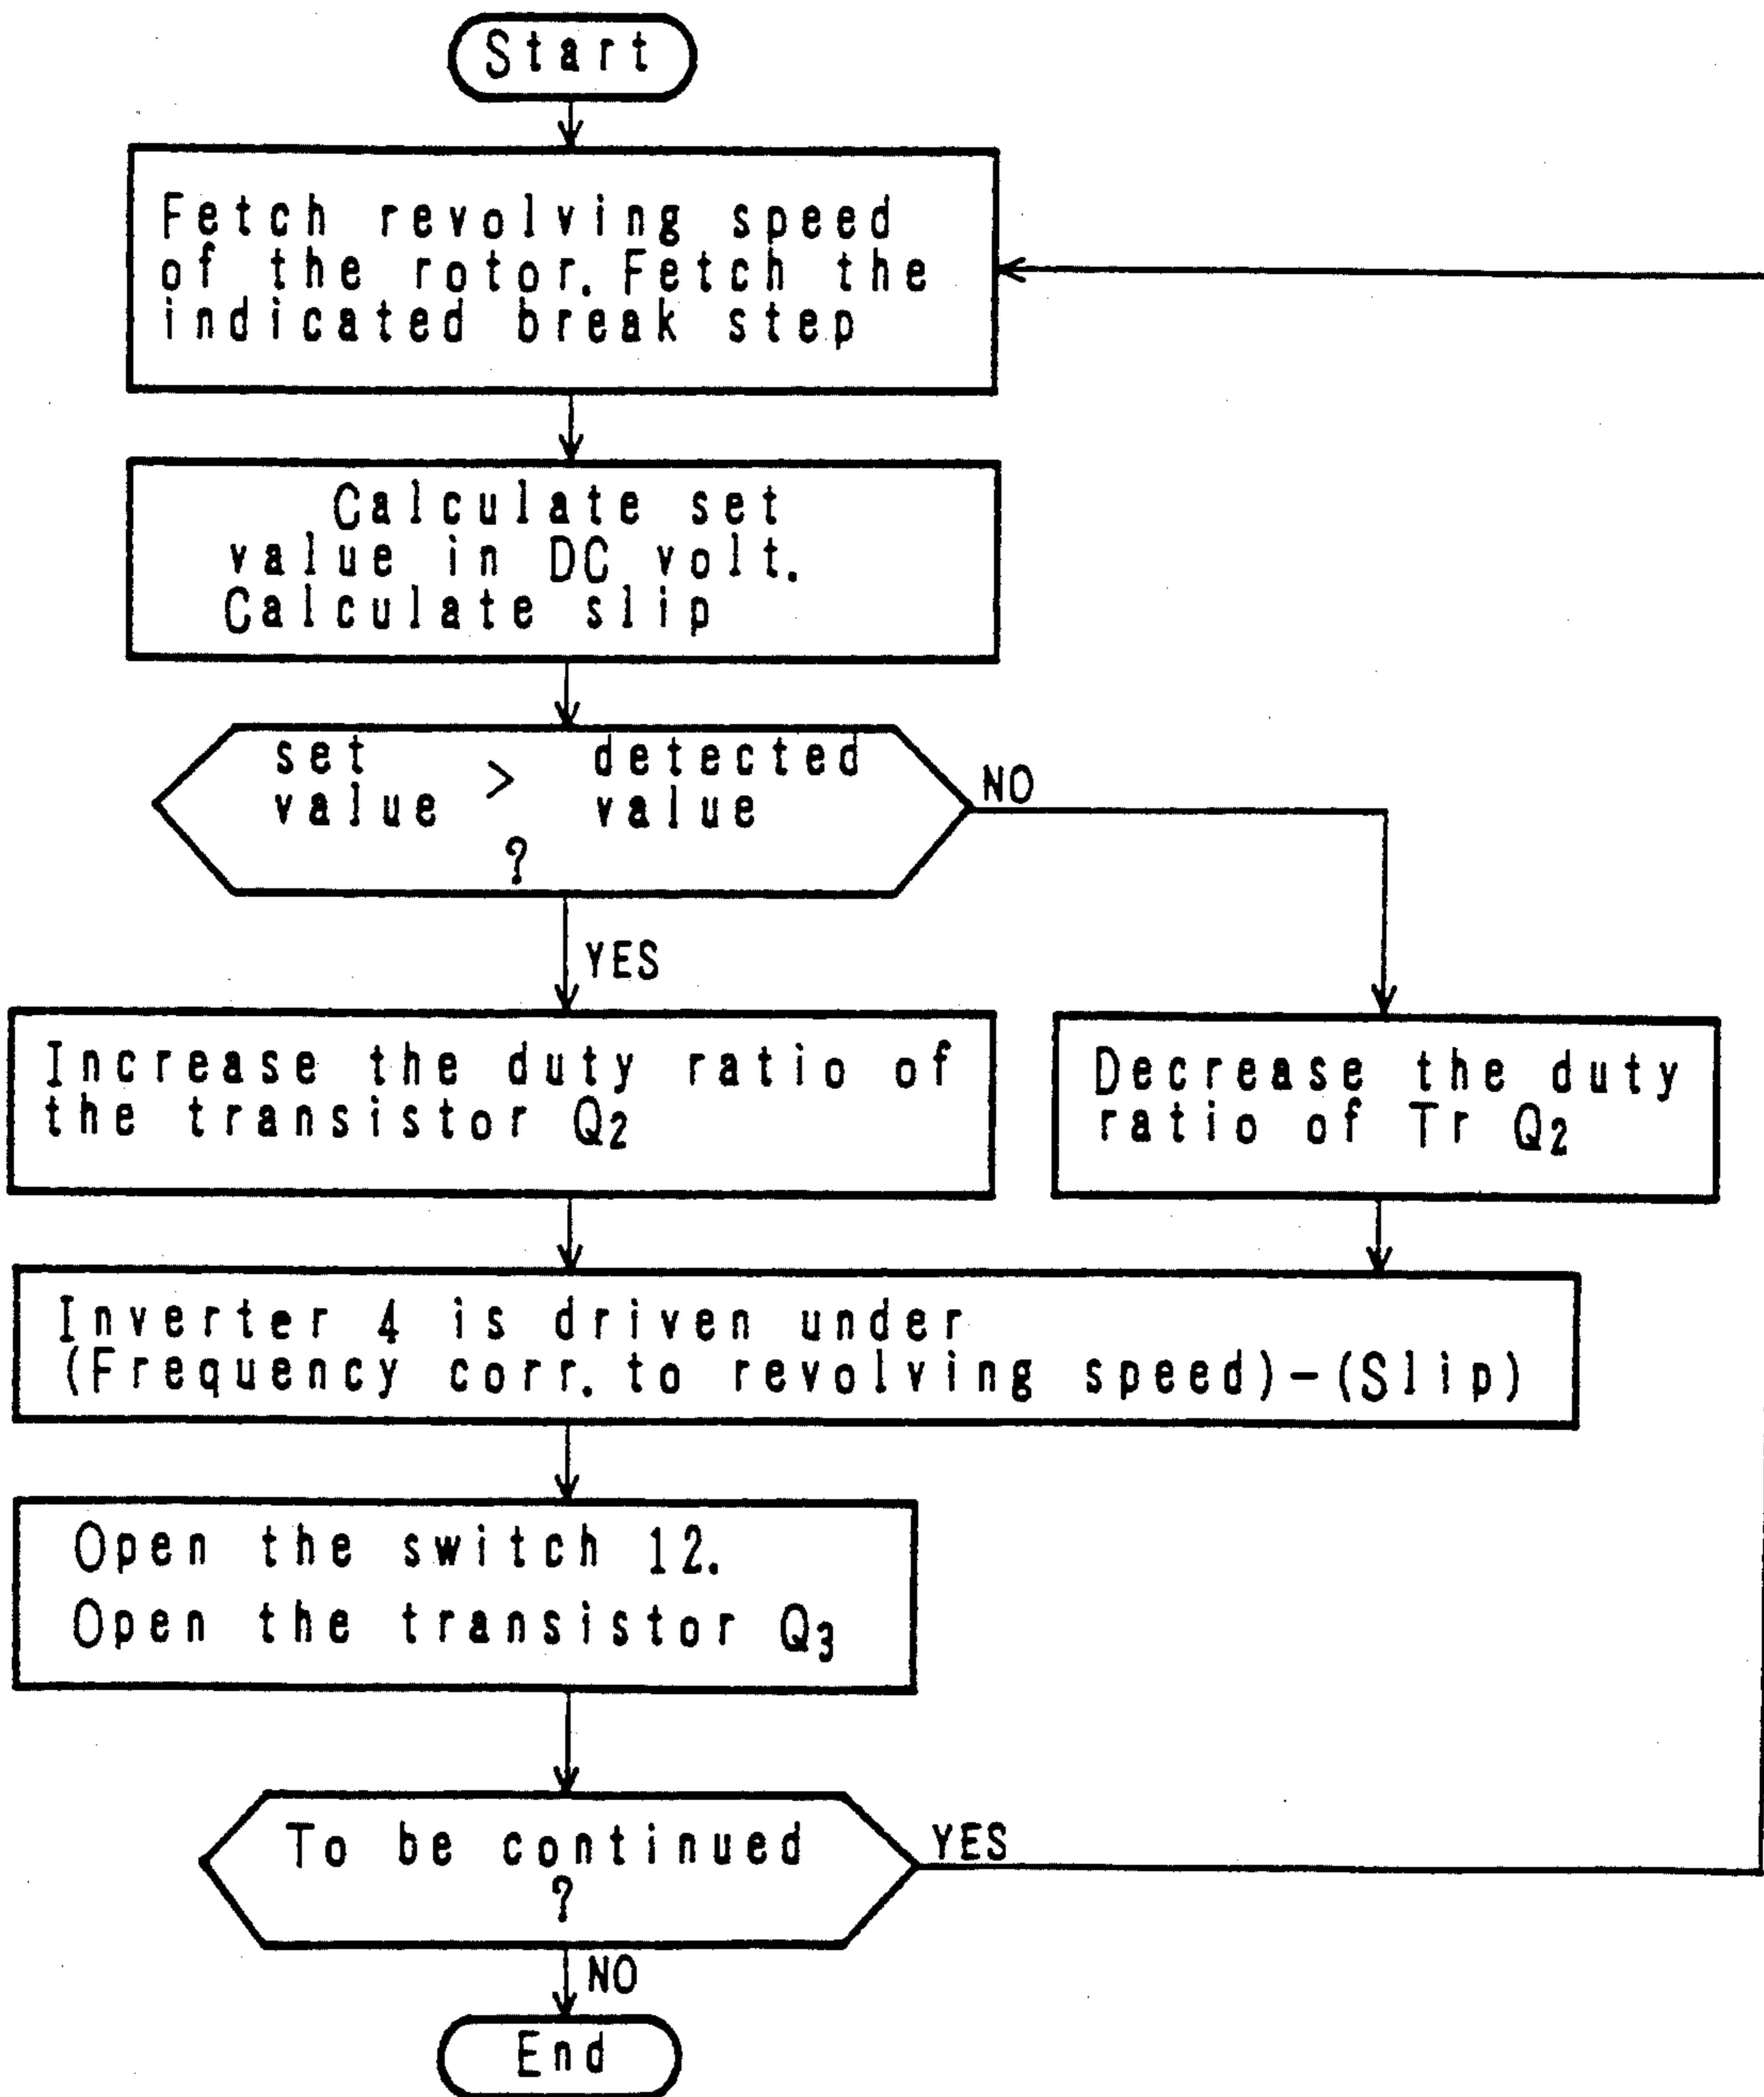 Start
Fetch revolving speed
of the rotor. Fetch the
indicated break step
Calculate set
value in DC volt.
Calculate slip
set value > detected value
?
NO
YES
Increase the duty ratio of
the transistor Q2
Decrease the duty
ratio of Tr Q2
Inverter 4 is driven under
(Frequency corr. to revolving speed)-(Slip)
Open the switch 12.
Open the transistor Q3
To be continued
?
YES
NO
End